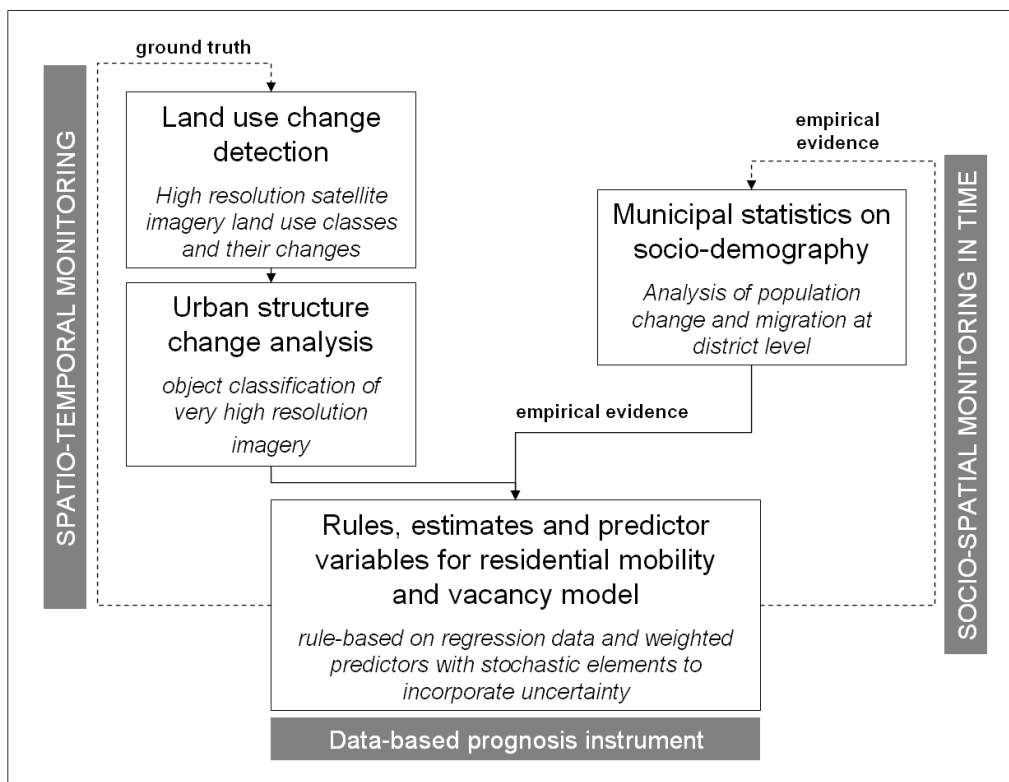 ground truth
SPATIO-TEMPORAL MONITORING
Land use change
detection
High resolution satellite
imagery land use classes
and their changes
Urban structure
change analysis
object classification of
very high resolution
imagery
empirical
evidence
SOCIO-SPATIAL MONITORING IN TIME
Municipal statistics on
socio-demography
Analysis of population
change and migration at
district level
empirical evidence
Rules, estimates and predictor
variables for residential mobility
and vacancy model
rule-based on regression data and weighted
predictors with stochastic elements to
incorporate uncertainty
Data-based prognosis instrument